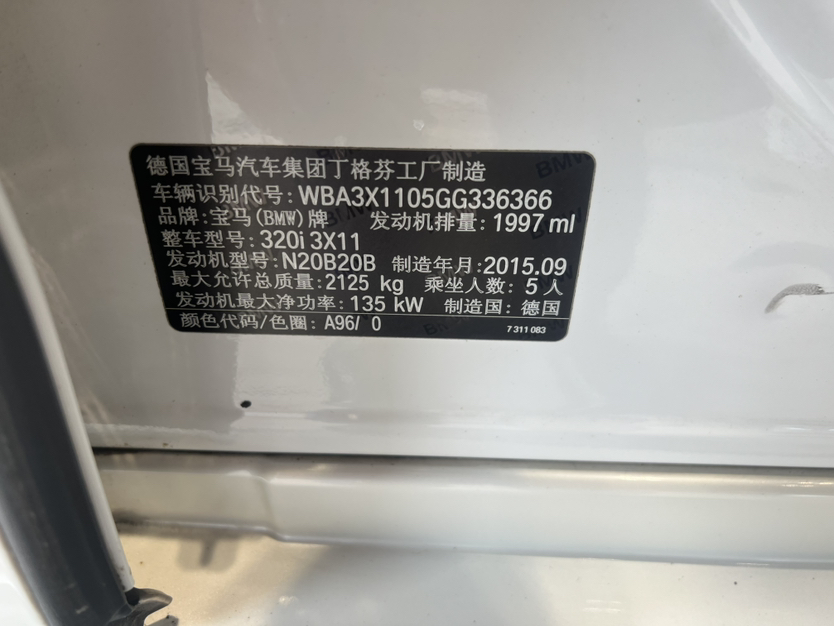 德国宝马汽车集团丁格芬工厂 制造
车辆识别代号: WBA3X1105GG336366
品牌: 宝马(BMW)牌 发动机排量: 1997 ml
整车型号: 320i 3X11
发动机型号: N20B20B 制造年月: 2015.09
最大允许总质量: 2125 kg 乘坐人数: 5 人
发动机最大净功率: 135 kW 制造国: 德国
颜色代码/色圈: A96/ 0 7 311 083